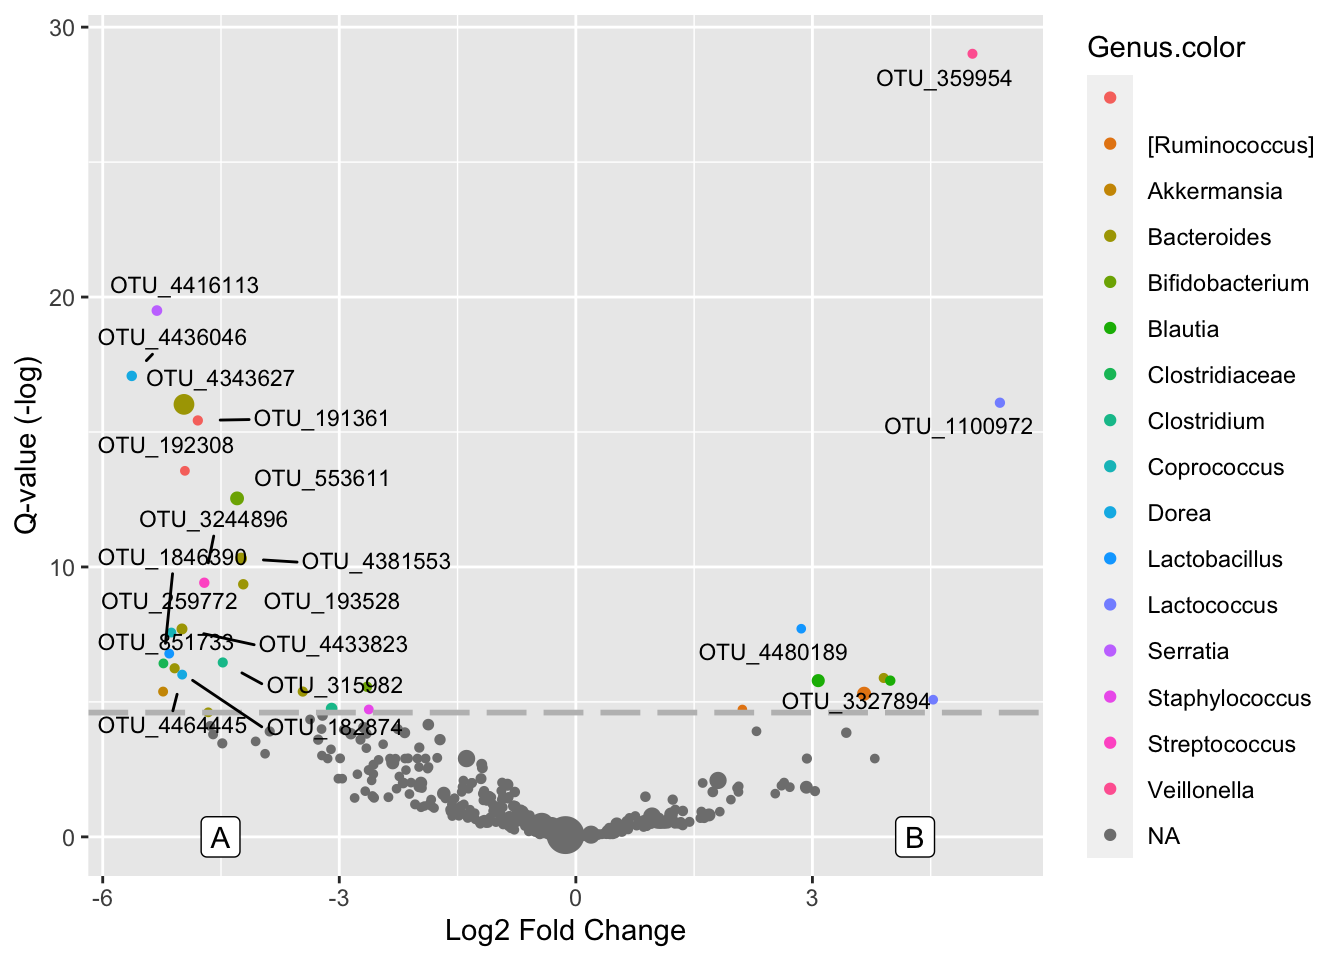 30
20
10
0
Q-value (-log)
OTU_359954
OTU_4416113
OTU_4436046
OTU_4343627
OTU_191361
OTU_1100972
OTU_192308
OTU_553611
OTU_3244896
OTU_1846390
OTU_4381553
OTU_259772
OTU_193528
OTU_851733
OTU_4433823
OTU_4480189
OTU_315982
OTU_3327894
OTU_4464445
OTU_182874
A
B
-6
-3
0
3
Log2 Fold Change
Genus.color
[Ruminococcus]
Akkermansia
Bacteroides
Bifidobacterium
Blautia
Clostridiaceae
Clostridium
Coprococcus
Dorea
Lactobacillus
Lactococcus
Serratia
Staphylococcus
Streptococcus
Veillonella
NA